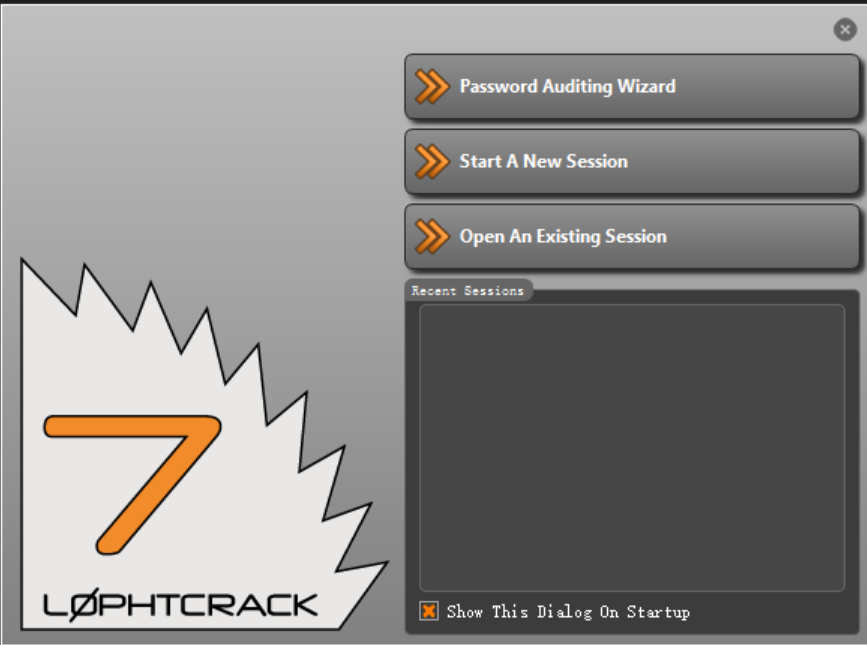 Password Auditing Wizard
Start A New Session
Open An Existing Session
Recent Sessions
Show This Dialog On Startup
7
LØPHTCRACK